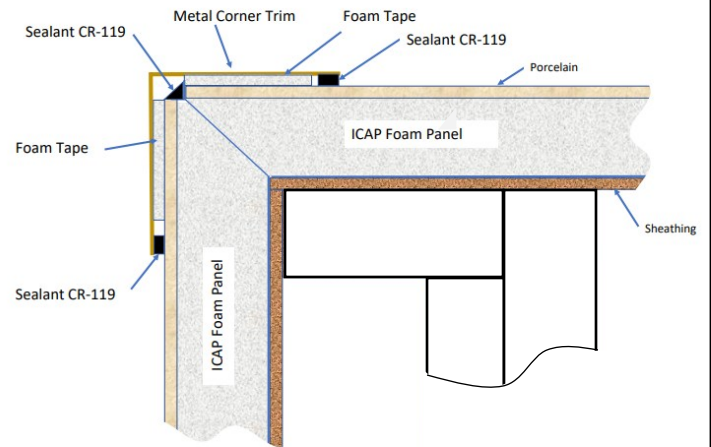 Metal Corner Trim
Foam Tape
Sealant CR-119
Sealant CR-119
Porcelain
ICAP Foam Panel
Foam Tape
Sheathing
ICAP Foam Panel
Sealant CR-119